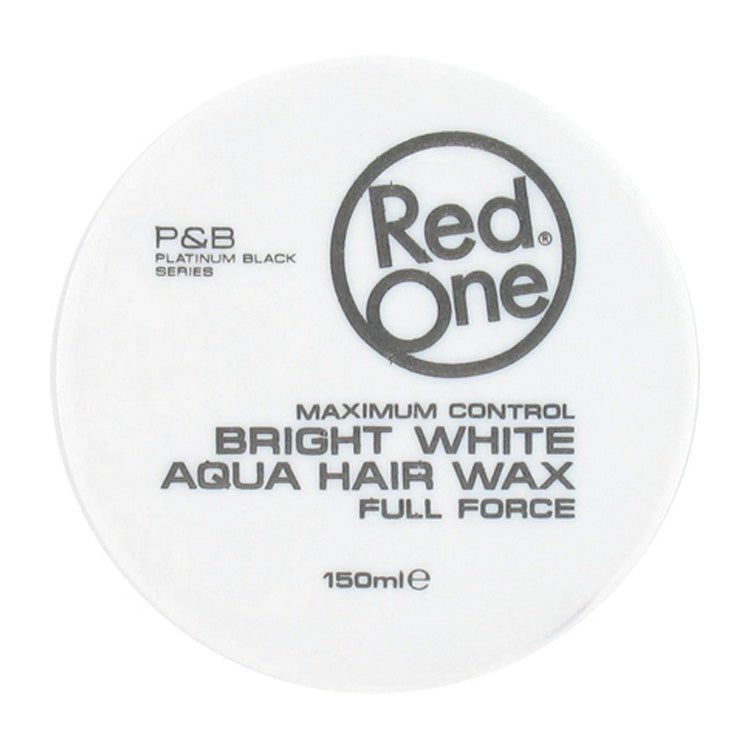 Red®
One
P&B
PLATINUM BLACK
SERIES
MAXIMUM CONTROL
BRIGHT WHITE
AQUA HAIR WAX
FULL FORCE
150ml℮